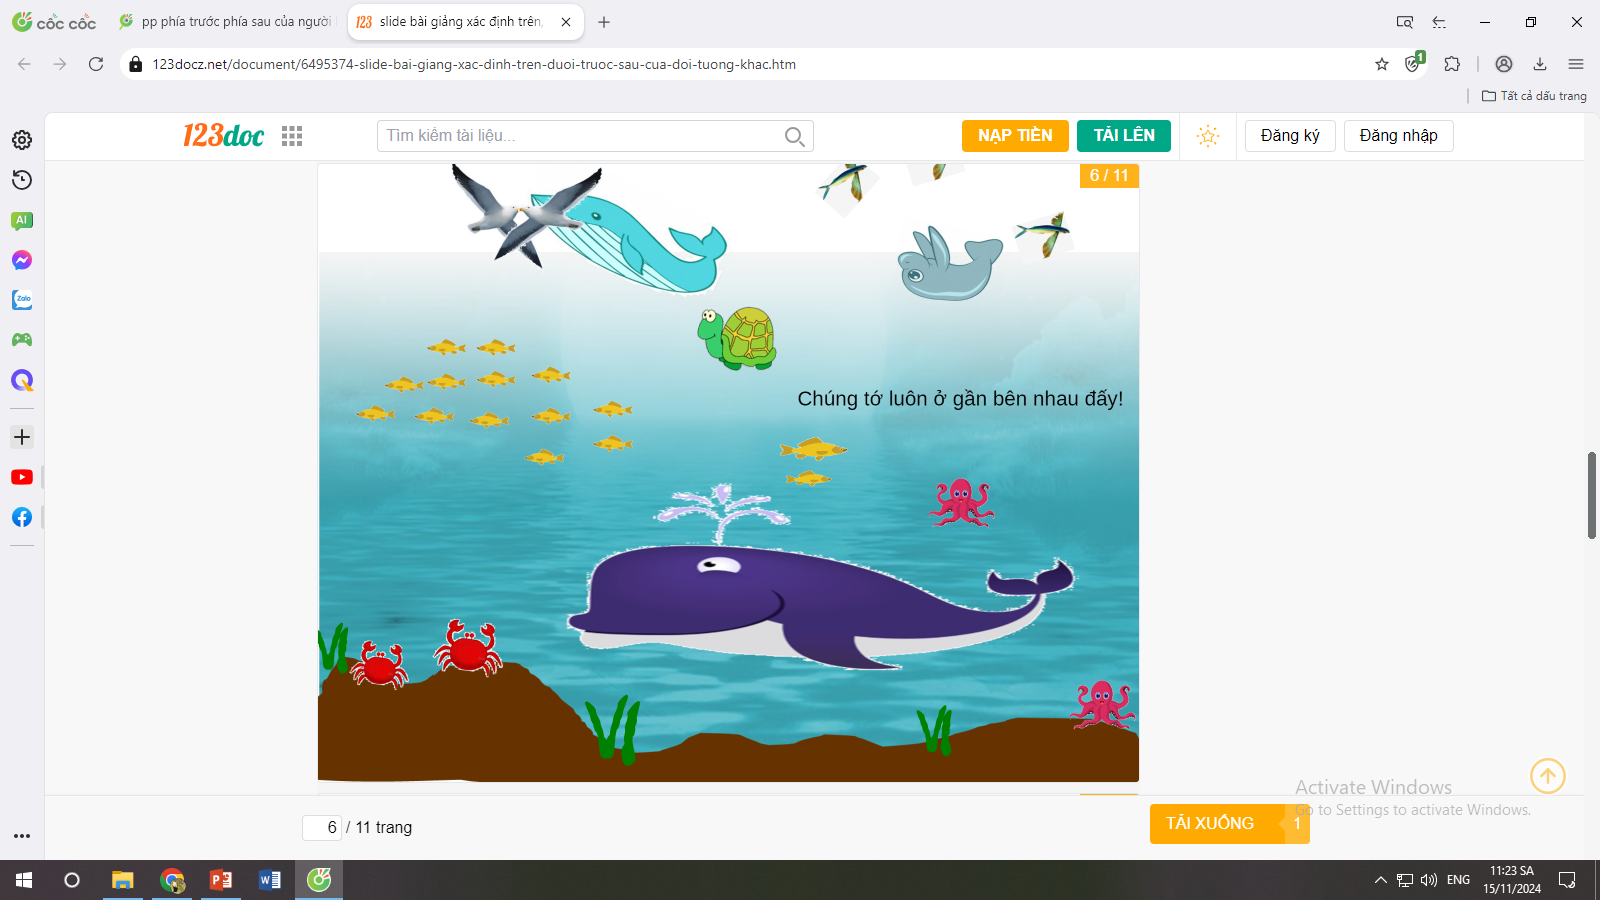 cốc cốc
pp phía trước phía sau của người
123 slide bài giảng xác định trên,
123docz.net/document/6495374-slide-bai-giang-xac-dinh-tren-duoi-truoc-sau-cua-doi-tuong-khac.htm
1
Tất cả dấu trang
123doc
Tìm kiếm tài liệu...
NẠP TIỀN
TẢI LÊN
Đăng ký
Đăng nhập
AI
Zalo
6 / 11
Chúng tớ luôn ở gần bên nhau đấy!
Activate Windows
Go to Settings to activate Windows.
6 / 11 trang
TẢI XUỐNG 1
ENG
11:23 SA
15/11/2024